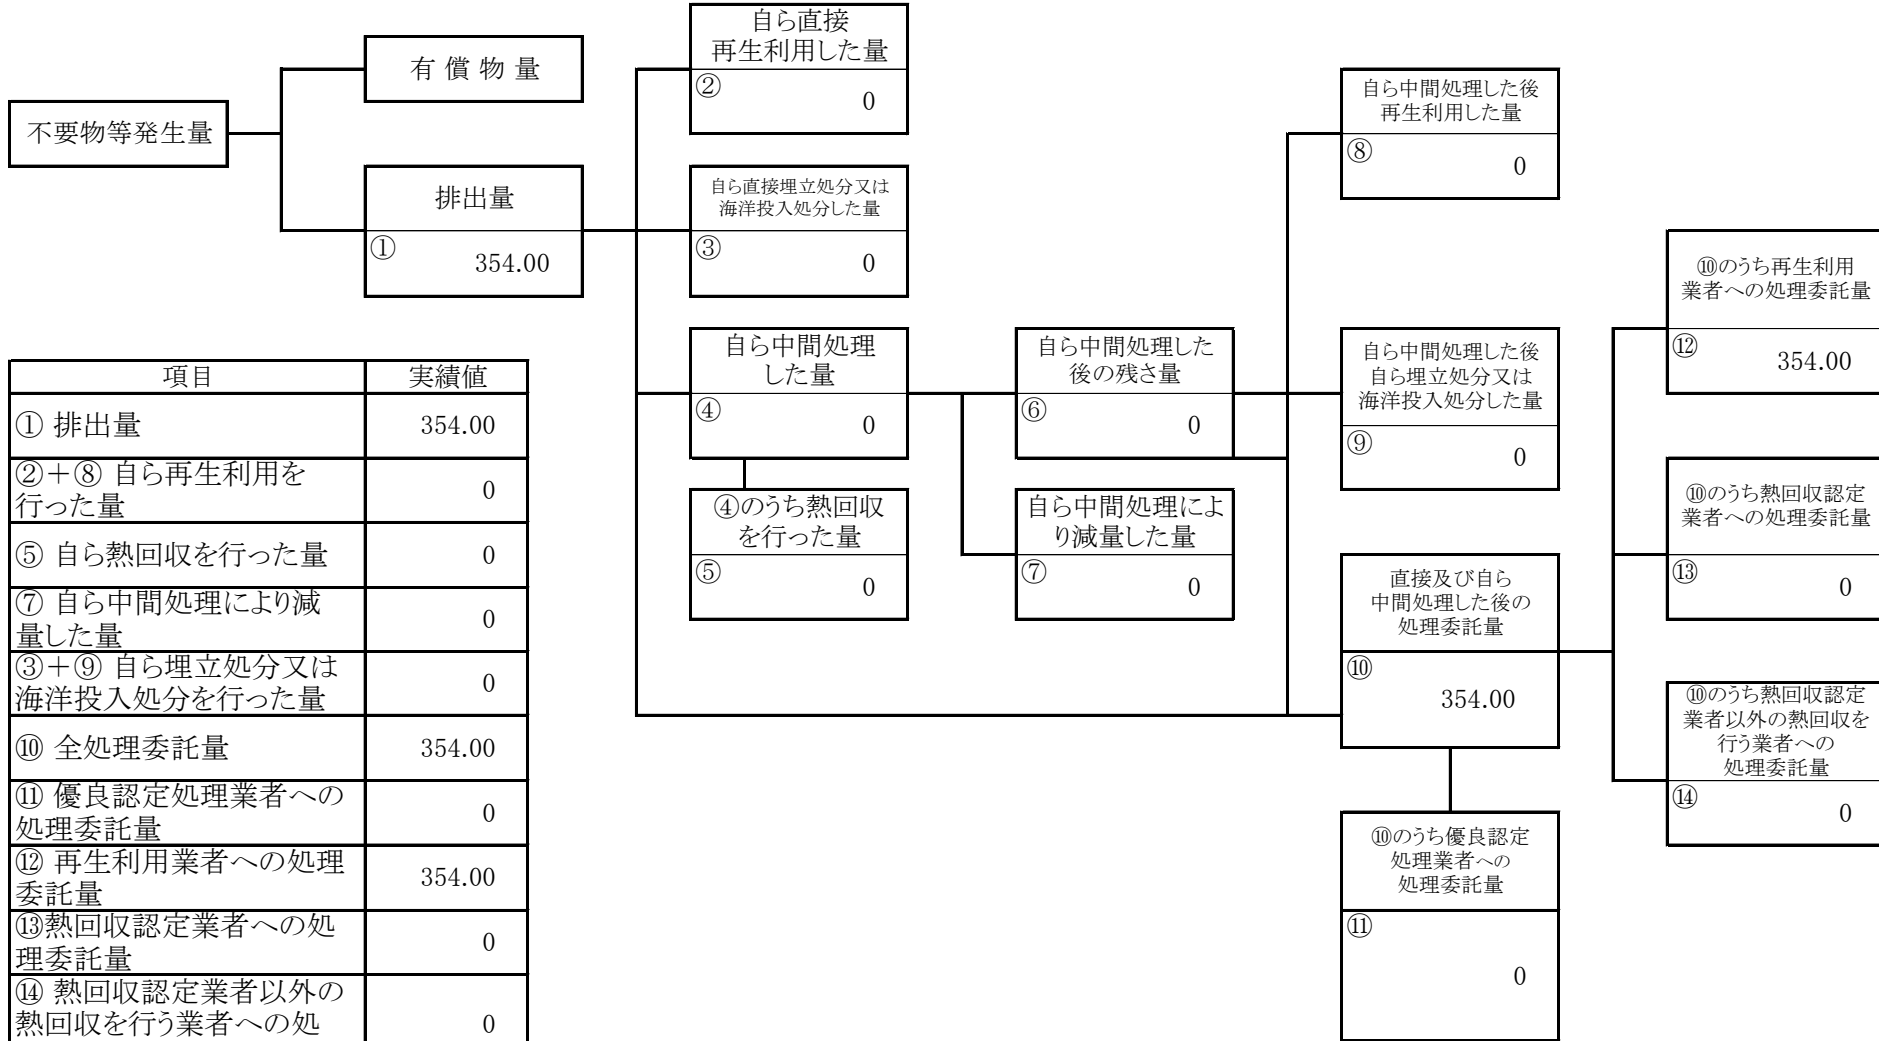 不要物等発生量
有償物量
排出量
①
354.00
自ら直接
再生利用した量
②
0
自ら直接埋立処分又は
海洋投入処分した量
③
0
自ら中間処理
した量
④
0
④のうち熱回収
を行った量
⑤
0
自ら中間処理した
後の残さ量
⑥
0
自ら中間処理によ
り減量した量
⑦
0
自ら中間処理した後
再生利用した量
⑧
0
自ら中間処理した後
自ら埋立処分又は
海洋投入処分した量
⑨
0
直接及び自ら
中間処理した後の
処理委託量
⑩
354.00
⑩のうち優良認定
処理業者への
処理委託量
⑪
0
⑩のうち再生利用
業者への処理委託量
⑫
354.00
⑩のうち熱回収認定
業者への処理委託量
⑬
0
⑩のうち熱回収認定
業者以外の熱回収を
行う業者への
処理委託量
⑭
0
項目 実績値
① 排出量 354.00
②+⑧ 自ら再生利用を
行った量 0
⑤ 自ら熱回収を行った量 0
⑦ 自ら中間処理により減
量した量 0
③+⑨ 自ら埋立処分又は
海洋投入処分を行った量 0
⑩ 全処理委託量 354.00
⑪ 優良認定処理業者への
処理委託量 0
⑫ 再生利用業者への処理
委託量 354.00
⑬熱回収認定業者への処
理委託量 0
⑭ 熱回収認定業者以外の
熱回収を行う業者への処 0